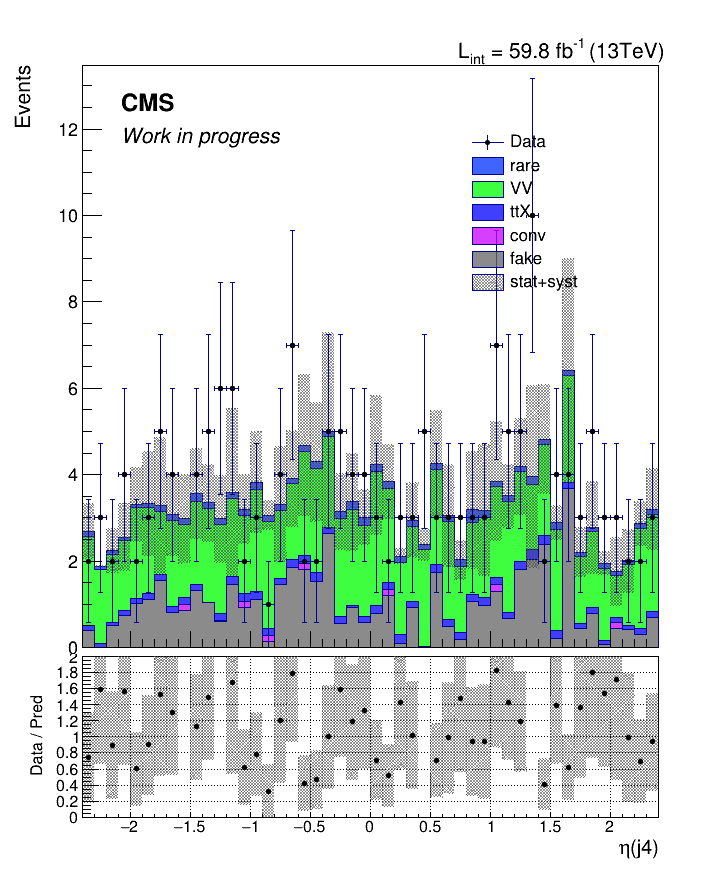 L_int = 59.8 fb^-1 (13TeV)
Events
CMS
Work in progress
Data
rare
VV
ttX
conv
fake
stat+syst
12
10
8
6
4
2
0
2
1.8
1.6
1.4
1.2
1
0.8
0.6
0.4
0.2
0
Data / Pred
−2
−1.5
−1
−0.5
0
0.5
1
1.5
2
η(j4)